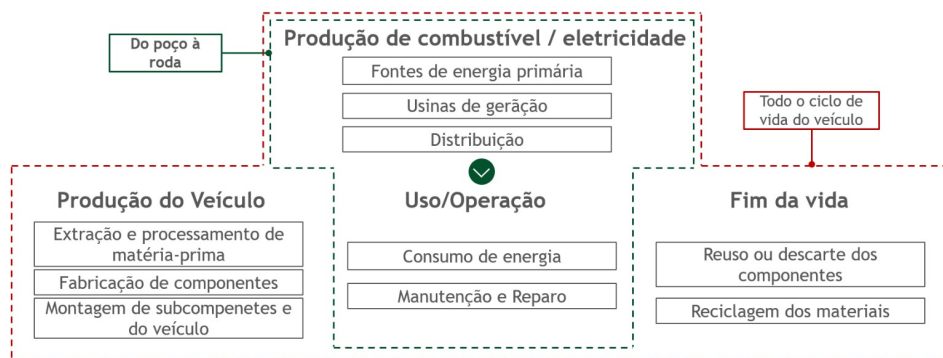 Produção de combustível / eletricidade
Do poço à
roda
Fontes de energia primária
Usinas de gerãção
Todo o ciclo de
vida do veículo
Distribuição
Produção do Veículo
Uso/Operação
Fim da vida
Extração e processamento de
matéria-prima
Fabricação de componentes
Montagem de subcompenetes e
do veículo
Consumo de energia
Manutenção e Reparo
Reuso ou descarte dos
componentes
Reciclagem dos materiais